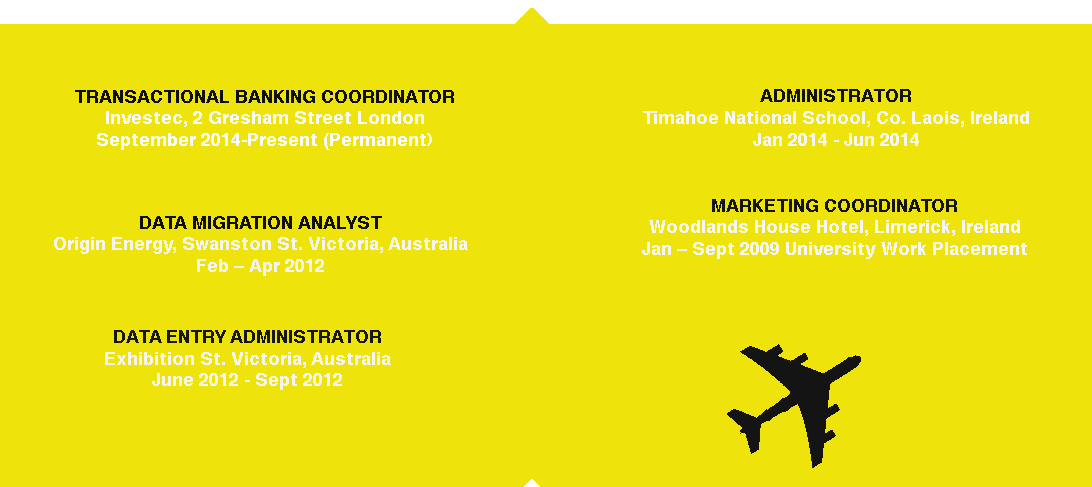 TRANSACTIONAL BANKING COORDINATOR
Investec, 2 Gresham Street London
September 2014-Present (Permanent)
DATA MIGRATION ANALYST
Origin Energy, Swanston St. Victoria, Australia
Feb – Apr 2012
DATA ENTRY ADMINISTRATOR
Exhibition St. Victoria, Australia
June 2012 - Sept 2012
ADMINISTRATOR
Timahoe National School, Co. Laois, Ireland
Jan 2014 - Jun 2014
MARKETING COORDINATOR
Woodlands House Hotel, Limerick, Ireland
Jan – Sept 2009 University Work Placement